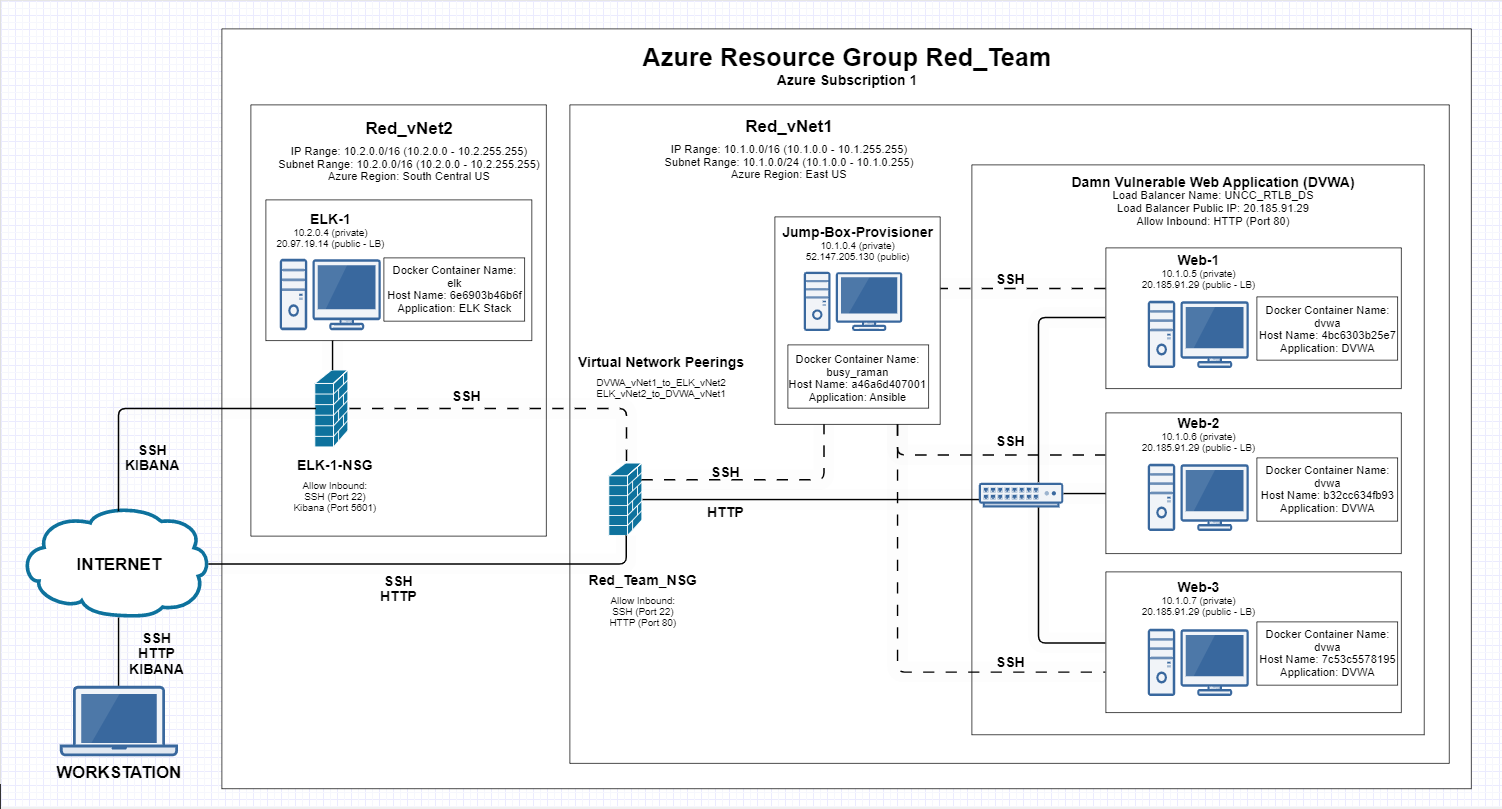 Azure Resource Group Red_Team
Azure Subscription 1
Red_vNet2
IP Range: 10.2.0.0/16 (10.2.0.0 - 10.2.255.255)
Subnet Range: 10.2.0.0/16 (10.2.0.0 - 10.2.255.255)
Azure Region: South Central US
ELK-1
10.2.0.4 (private)
20.97.19.14 (public - LB)
Docker Container Name:
elk
Host Name: 6e6903b46b6f
Application: ELK Stack
SSH
ELK-1-NSG
Allow Inbound:
SSH (Port 22)
Kibana (Port 5601)
SSH
KIBANA
INTERNET
SSH
HTTP
SSH
HTTP
KIBANA
WORKSTATION
Red_vNet1
IP Range: 10.1.0.0/16 (10.1.0.0 - 10.1.255.255)
Subnet Range: 10.1.0.0/24 (10.1.0.0 - 10.1.0.255)
Azure Region: East US
Virtual Network Peerings
DVWA_vNet1_to_ELK_vNet2
ELK_vNet2_to_DVWA_vNet1
Jump-Box-Provisioner
10.1.0.4 (private)
52.147.205.130 (public)
Docker Container Name:
busy_raman
Host Name: a46a6d407001
Application: Ansible
SSH
HTTP
Red_Team_NSG
Allow Inbound:
SSH (Port 22)
HTTP (Port 80)
Damn Vulnerable Web Application (DVWA)
Load Balancer Name: UNCC_RTLB_DS
Load Balancer Public IP: 20.185.91.29
Allow Inbound: HTTP (Port 80)
SSH
Web-1
10.1.0.5 (private)
20.185.91.29 (public - LB)
Docker Container Name:
dvwa
Host Name: 4bc6303b25e7
Application: DVWA
SSH
Web-2
10.1.0.6 (private)
20.185.91.29 (public - LB)
Docker Container Name:
dvwa
Host Name: b32cc634fb93
Application: DVWA
SSH
Web-3
10.1.0.7 (private)
20.185.91.29 (public - LB)
Docker Container Name:
dvwa
Host Name: 7c53c5578195
Application: DVWA